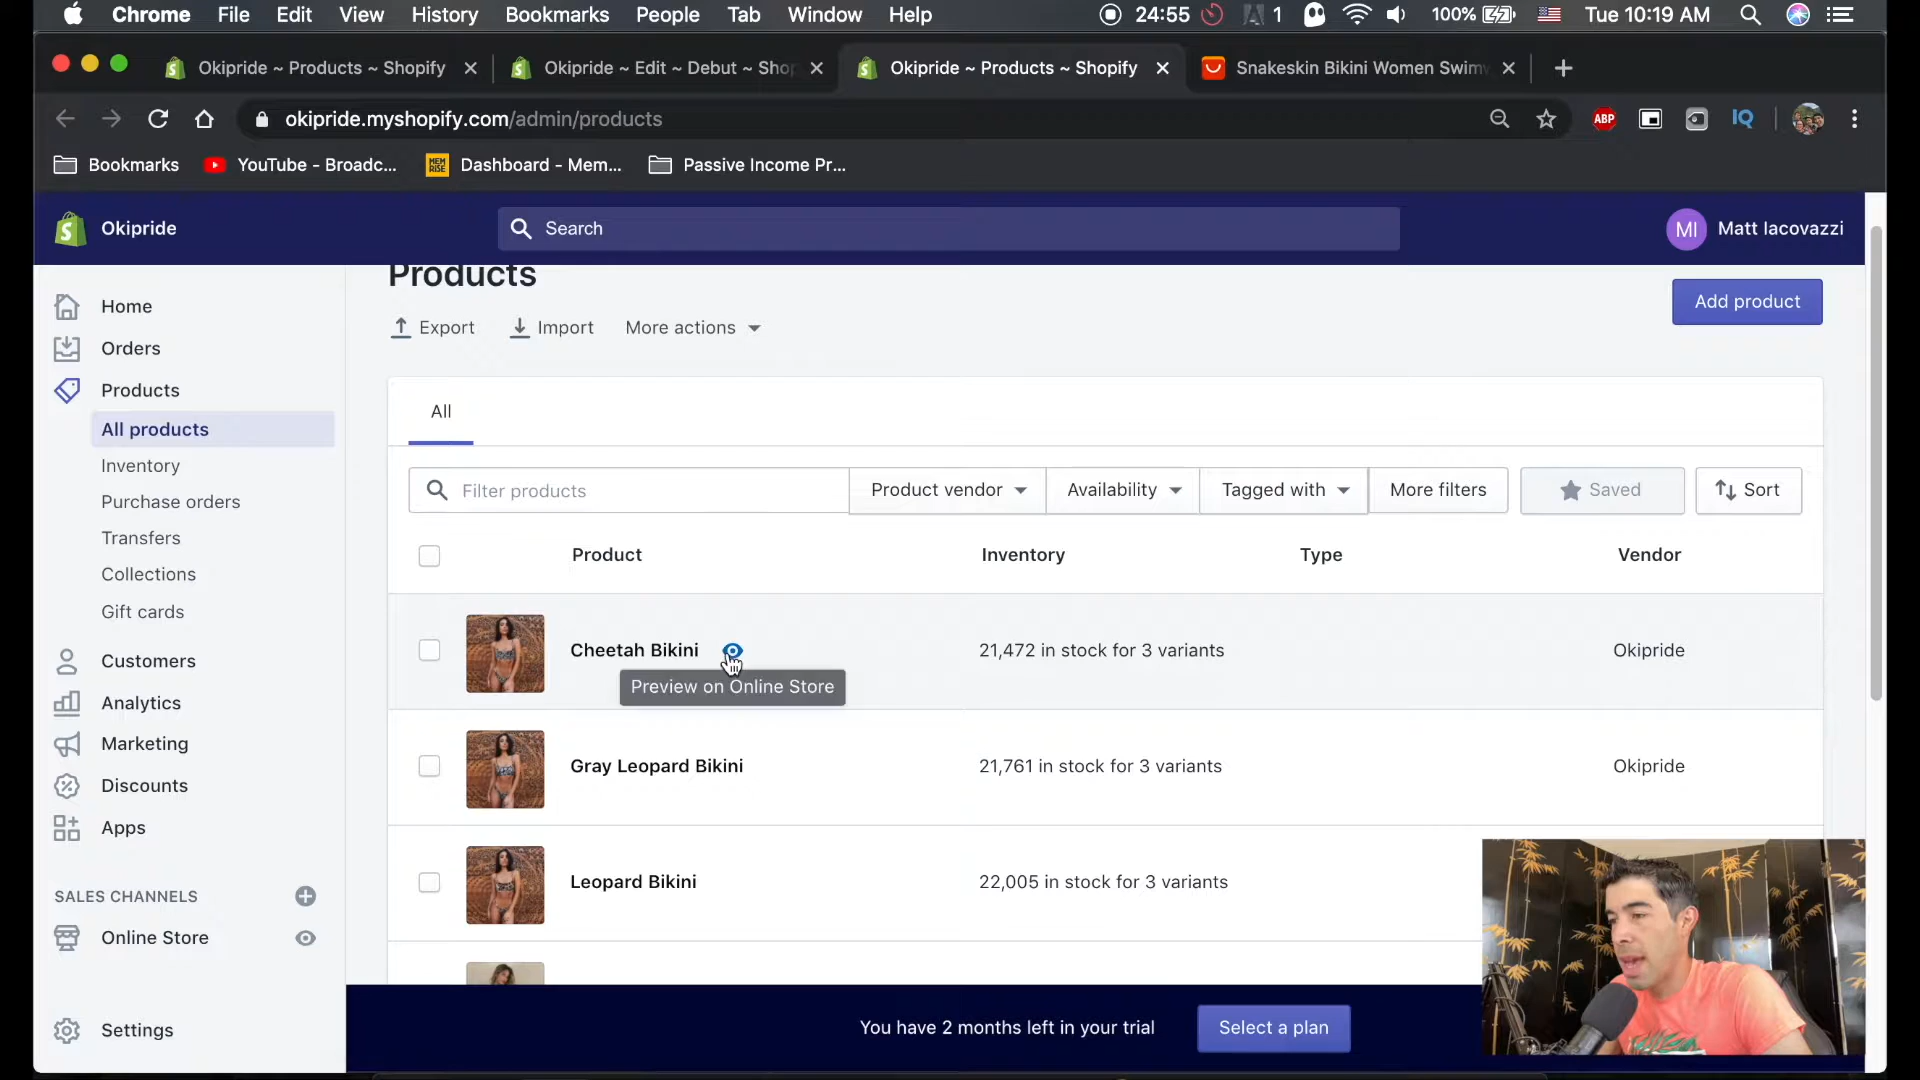 Chrome File Edit View History Bookmarks People Tab Window Help 24:55 1 100% Tue 10:19 AM
Okipride ~ Products ~ Shopify Okipride ~ Edit ~ Debut ~ Shop Okipride ~ Products ~ Shopify Snakeskin Bikini Women Swimw
okipride.myshopify.com/admin/products ABP IQ
Bookmarks YouTube - Broadc... MEM RISE Dashboard - Mem... Passive Income Pr...
Okipride Search MI Matt Iacovazzi
Products
Add product
Export Import More actions
Home
Orders
Products
All products
Inventory
Purchase orders
Transfers
Collections
Gift cards
Customers
Analytics
Marketing
Discounts
Apps
SALES CHANNELS
Online Store
Settings
All
Filter products Product vendor Availability Tagged with More filters Saved Sort
Product Inventory Type Vendor
Cheetah Bikini 21,472 in stock for 3 variants Okipride
Preview on Online Store
Gray Leopard Bikini 21,761 in stock for 3 variants Okipride
Leopard Bikini 22,005 in stock for 3 variants
You have 2 months left in your trial Select a plan